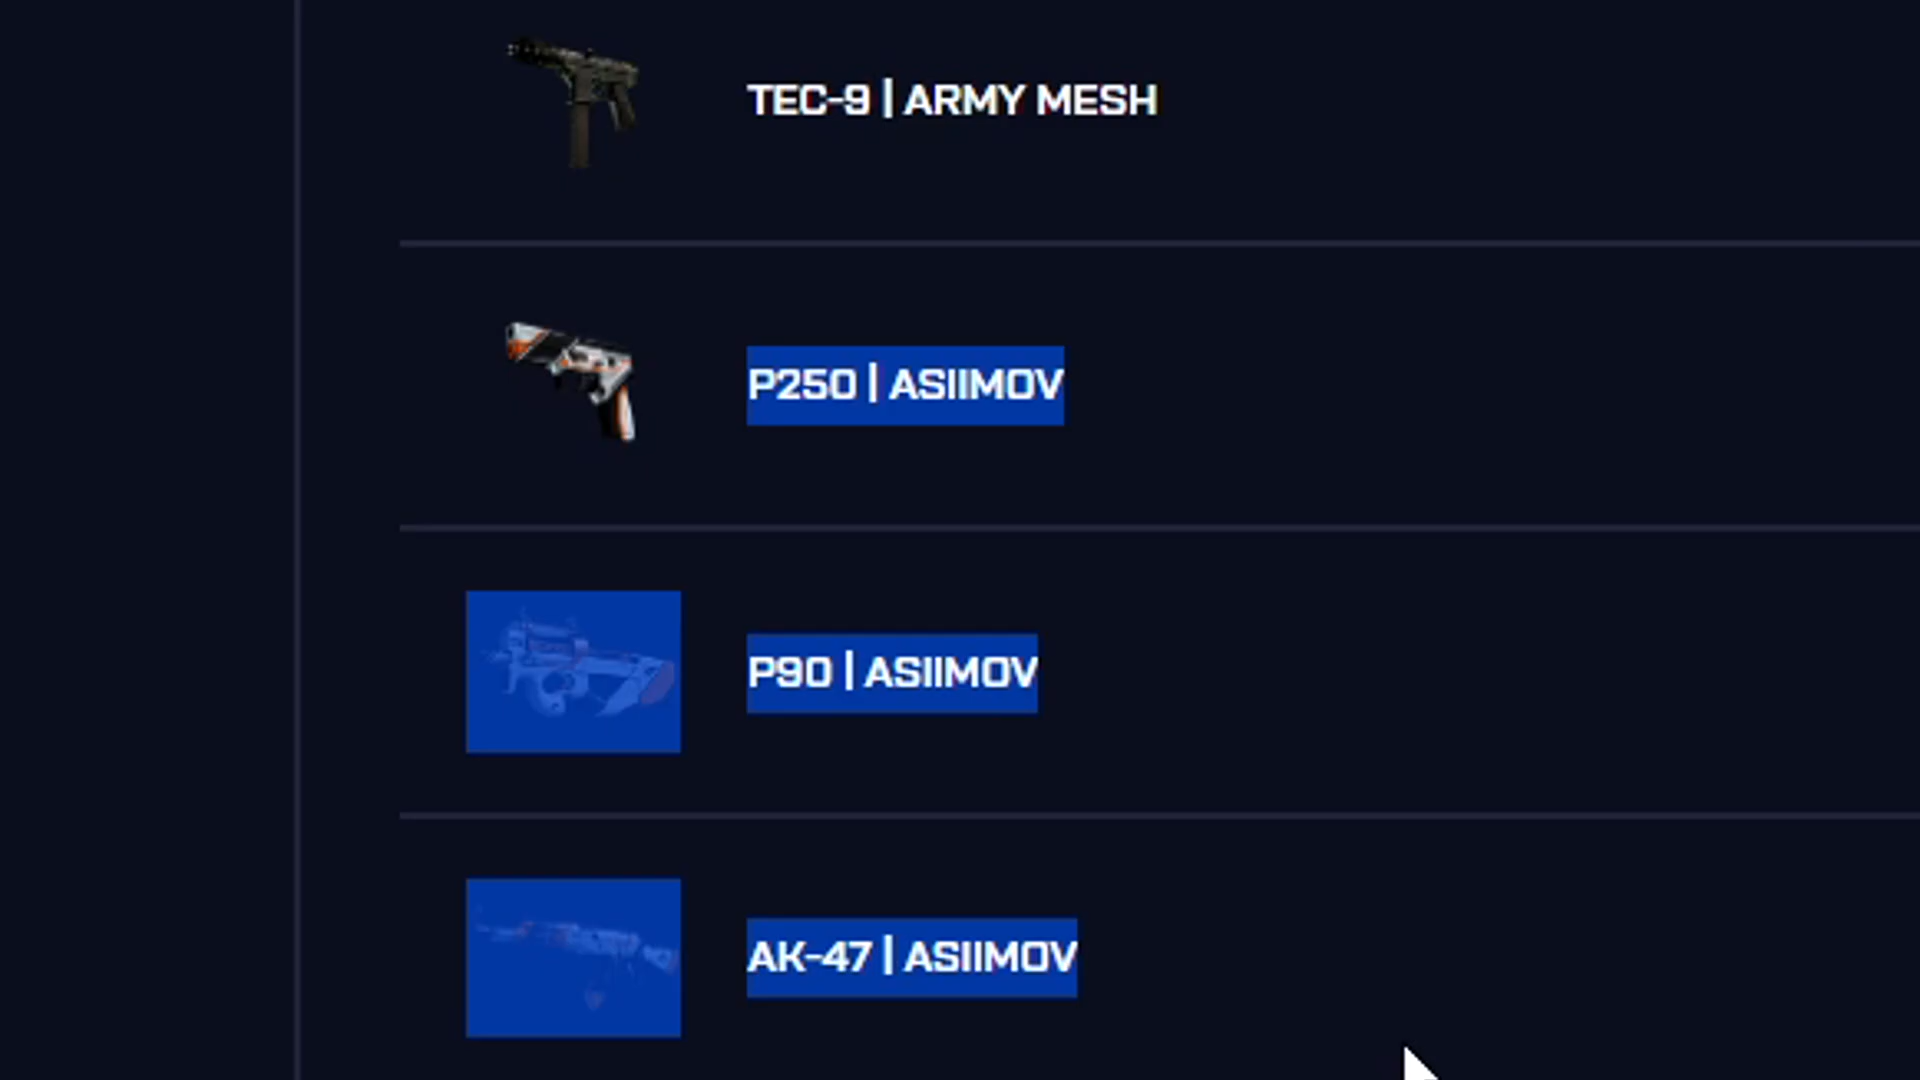 TEC-9 | ARMY MESH
P250 | ASIIMOV
P90 | ASIIMOV
AK-47 | ASIIMOV